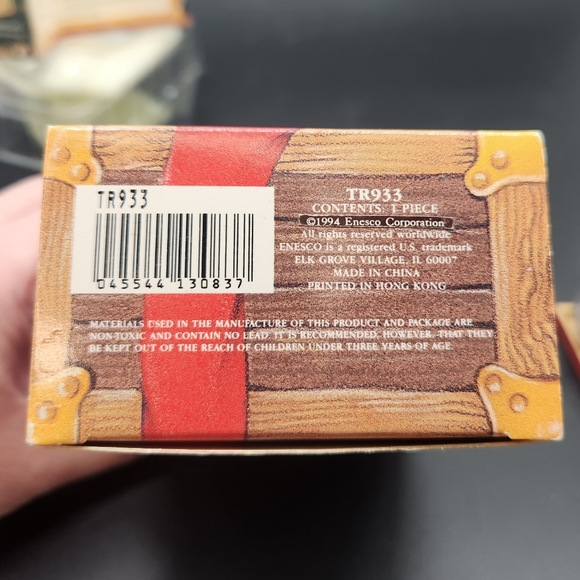 TR933
045544 130837
TR933
CONTENTS: 1 PIECE
©1994 Enesco Corporation
All rights reserved worldwide
ENESCO is a registered U.S. trademark
ELK GROVE VILLAGE, IL 60007
MADE IN CHINA
PRINTED IN HONG KONG
MATERIALS USED IN THE MANUFACTURE OF THIS PRODUCT AND PACKAGE ARE
NON-TOXIC AND CONTAIN NO LEAD. IT IS RECOMMENDED, HOWEVER, THAT THEY
BE KEPT OUT OF THE REACH OF CHILDREN UNDER THREE YEARS OF AGE.